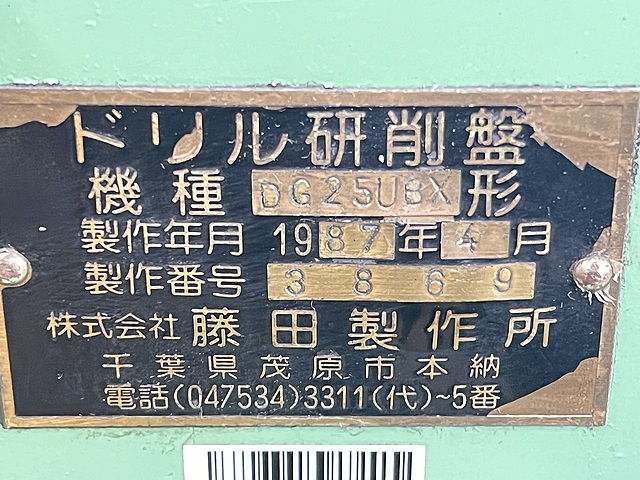 ドリル研削盤
機種 DG25UBX 形
製作年月 1987年4月
製作番号 3869
株式会社 藤田製作所
千葉県茂原市本納
電話(047534)3311(代)~5番